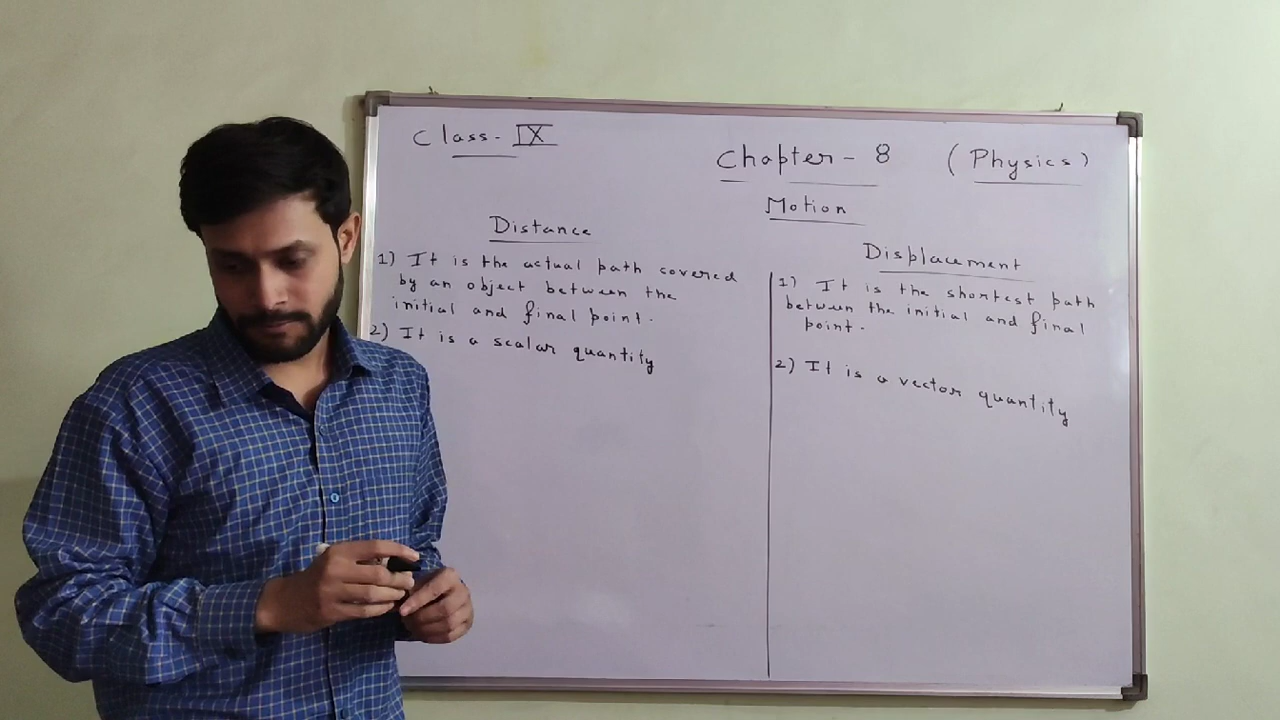 Class- IX
Chapter- 8 (Physics)
Motion
Distance
1) It is the actual path covered
by an object between the
initial and final point.
2) It is a scalar quantity
Displacement
1) It is the shortest path
between the initial and final
point.
2) It is a vector quantity